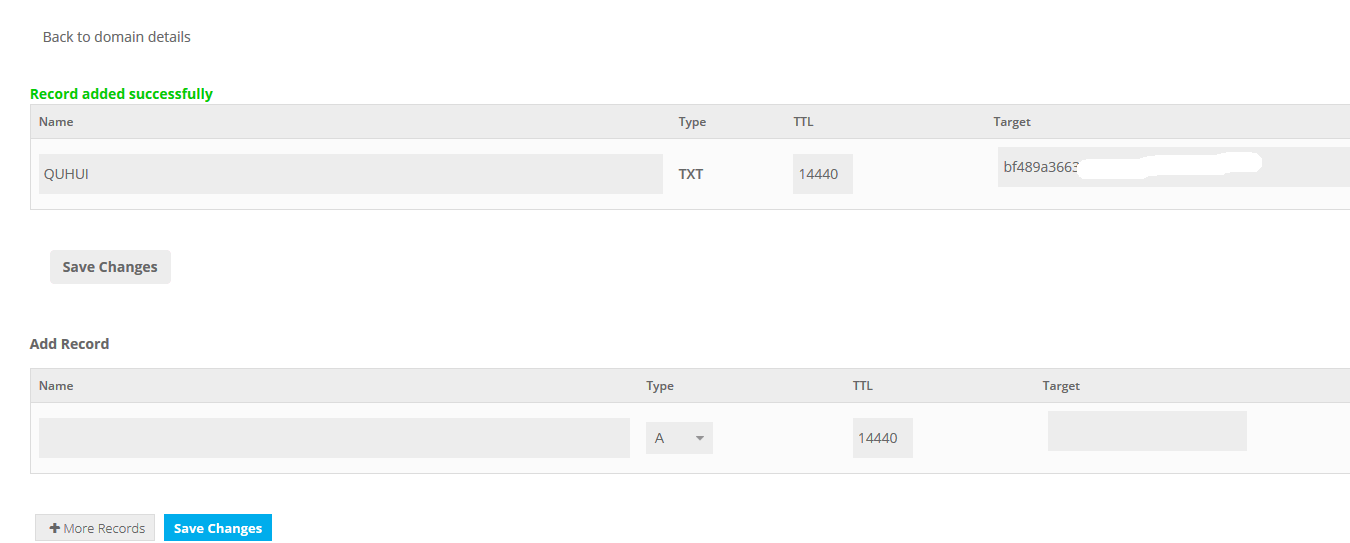 Back to domain details
Record added successfully
Name Type TTL Target
QUHUI TXT 14440 bf489a3663
Save Changes
Add Record
Name Type TTL Target
A 14440
More Records Save Changes